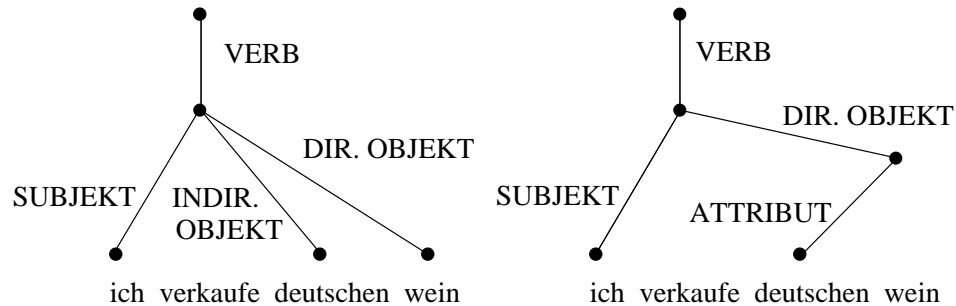 VERB
DIR. OBJEKT
SUBJEKT
INDIR.
OBJEKT
ich verkaufe deutschen wein
VERB
DIR. OBJEKT
SUBJEKT
ATTRIBUT
ich verkaufe deutschen wein